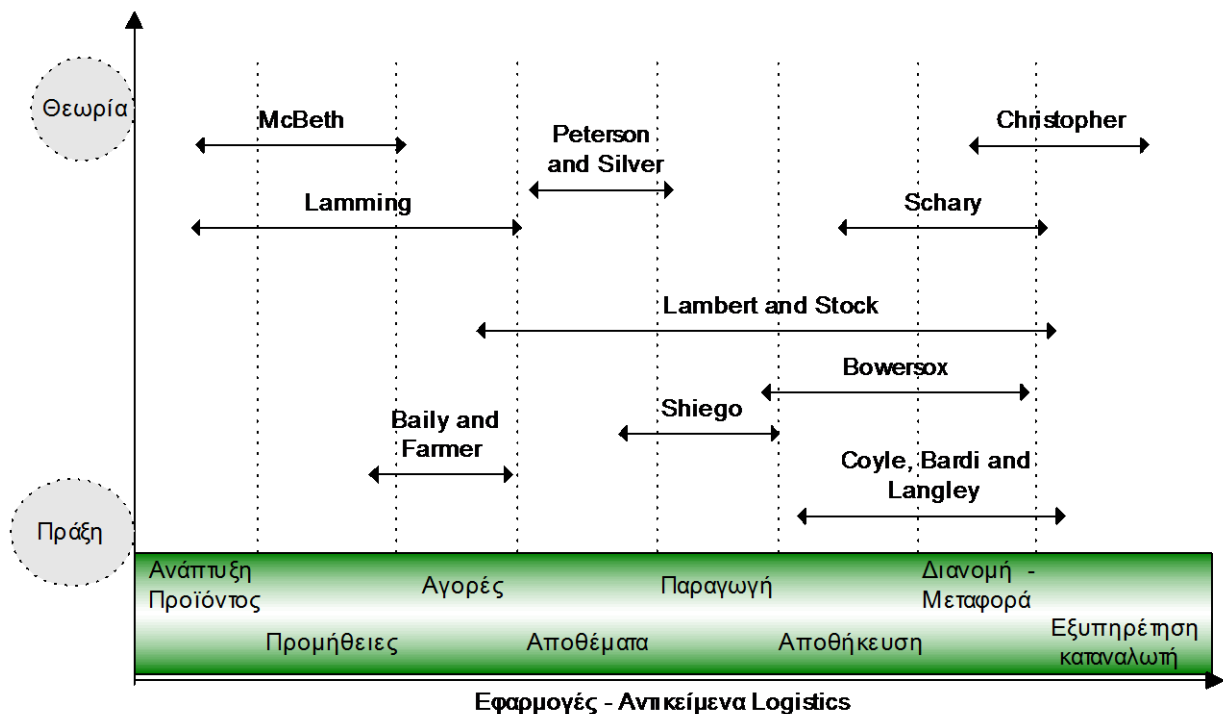 Θεωρία
McBeth
Christopher
Peterson
and Silver
Lamming
Schary
Lambert and Stock
Bowersox
Shiego
Baily and
Farmer
Coyle, Bardi and
Langley
Πράξη
Ανάπτυξη
Προϊόντος
Αγορές
Παραγωγή
Διανομή -
Μεταφορά
Προμήθειες
Αποθέματα
Αποθήκευση
Εξυπηρέτηση
καταναλωτή
Εφαρμογές - Αντικείμενα Logistics